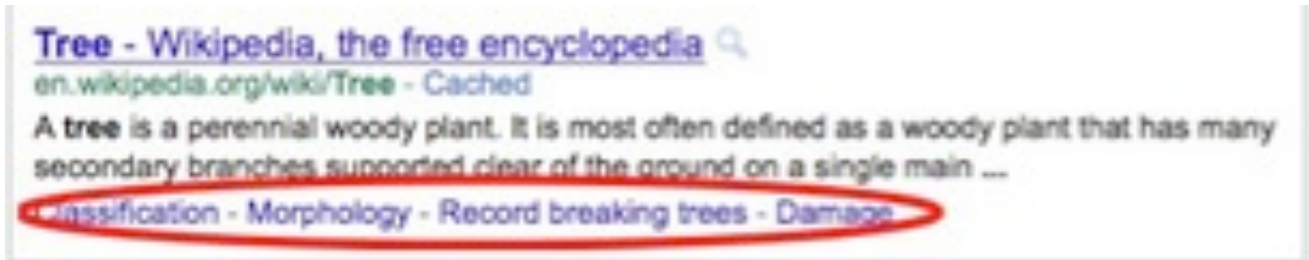 Tree - Wikipedia, the free encyclopedia
en.wikipedia.org/wiki/Tree - Cached
A tree is a perennial woody plant. It is most often defined as a woody plant that has many
secondary branches supported clear of the ground on a single main ...
Classification - Morphology - Record breaking trees - Damage